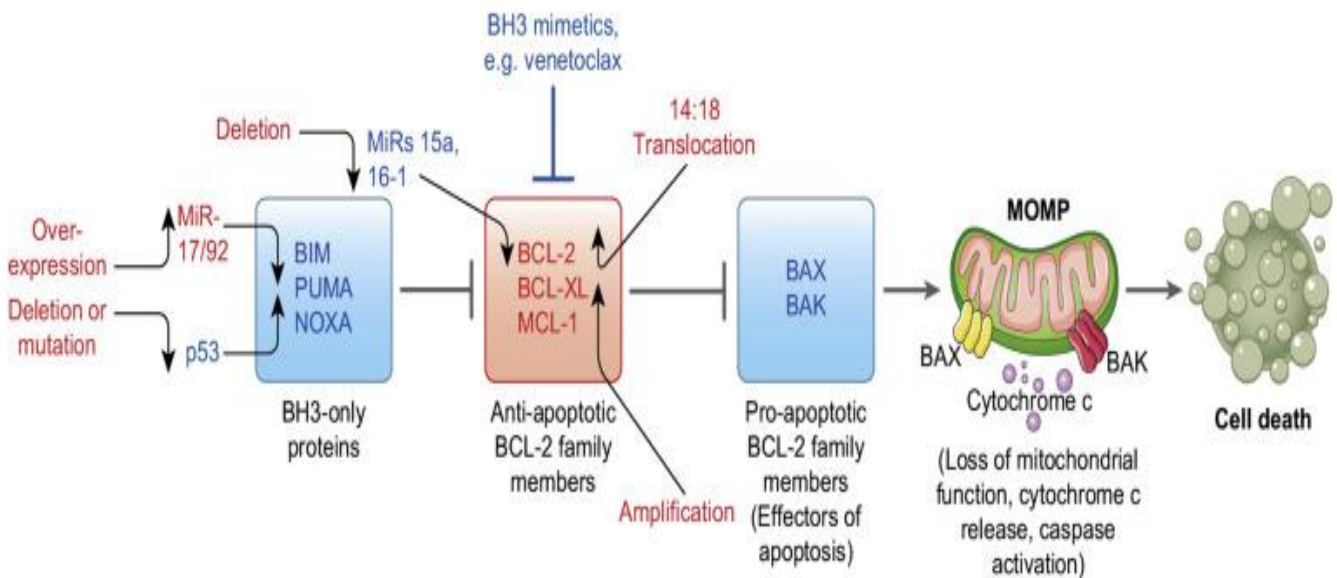 BH3 mimetics,
e.g. venetoclax
14:18
Translocation
Deletion
MiRs 15a,
16-1
Over-
expression
MiR-
17/92
Deletion or
mutation
p53
BIM
PUMA
NOXA
BH3-only
proteins
BCL-2
BCL-XL
MCL-1
Anti-apoptotic
BCL-2 family
members
Amplification
BAX
BAK
Pro-apoptotic
BCL-2 family
members
(Effectors of
apoptosis)
MOMP
BAX
BAK
Cytochrome c
(Loss of mitochondrial
function, cytochrome c
release, caspase
activation)
Cell death